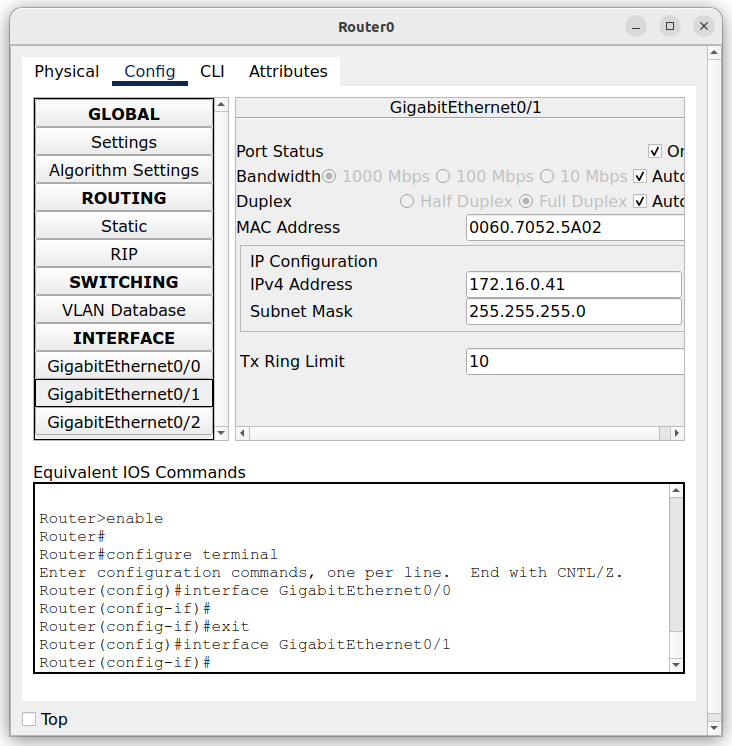 Router0
Physical Config CLI Attributes
GLOBAL
Settings
Algorithm Settings
ROUTING
Static
RIP
SWITCHING
VLAN Database
INTERFACE
GigabitEthernet0/0
GigabitEthernet0/1
GigabitEthernet0/2
GigabitEthernet0/1
Port Status On
Bandwidth 1000 Mbps 100 Mbps 10 Mbps Auto
Duplex Half Duplex Full Duplex Auto
MAC Address 0060.7052.5A02
IP Configuration
IPv4 Address 172.16.0.41
Subnet Mask 255.255.255.0
Tx Ring Limit 10
Equivalent IOS Commands
Router>enable
Router#
Router#configure terminal
Enter configuration commands, one per line.  End with CNTL/Z.
Router(config)#interface GigabitEthernet0/0
Router(config-if)#
Router(config-if)#exit
Router(config)#interface GigabitEthernet0/1
Router(config-if)#
Top